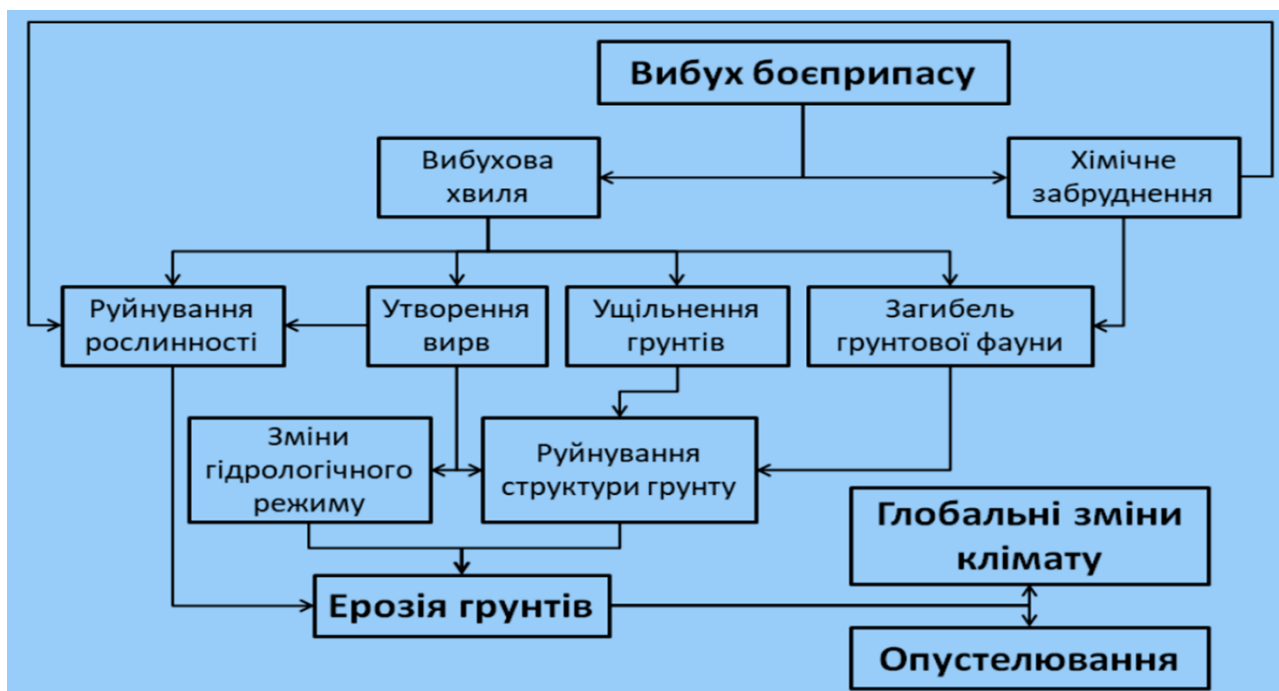 Вибух боєприпасу
Вибухова
хвиля
Хімічне
забруднення
Руйнування
рослинності
Утворення
вирв
Ущільнення
грунтів
Загибель
грунтової фауни
Зміни
гідрологічного
режиму
Руйнування
структури грунту
Глобальні зміни
клімату
Ерозія грунтів
Опустелювання